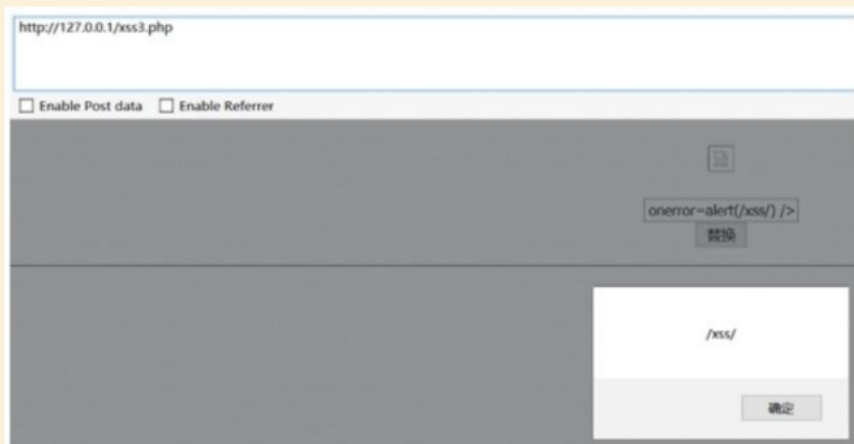 http://127.0.0.1/xss3.php
Enable Post data Enable Referrer
onerror=alert(/xss/) />
替换
/xss/
确定